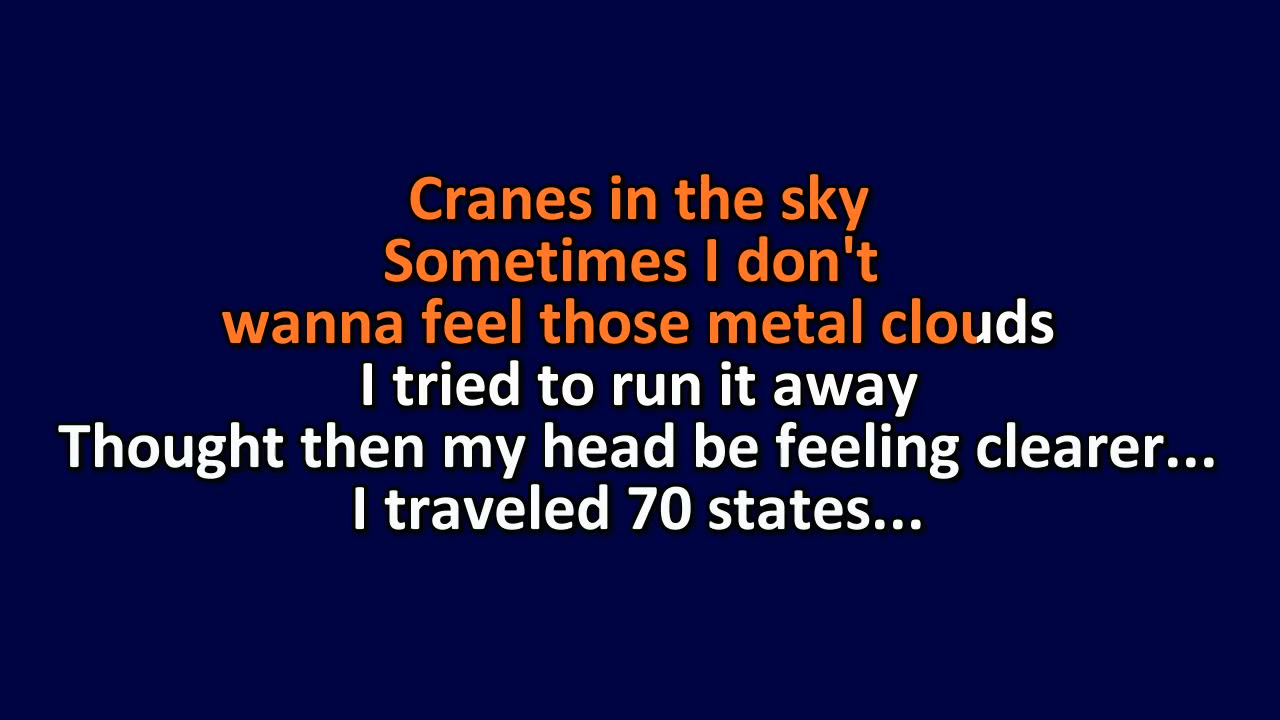 Cranes in the sky
Sometimes I don't
wanna feel those metal clouds
I tried to run it away
Thought then my head be feeling clearer...
I traveled 70 states...